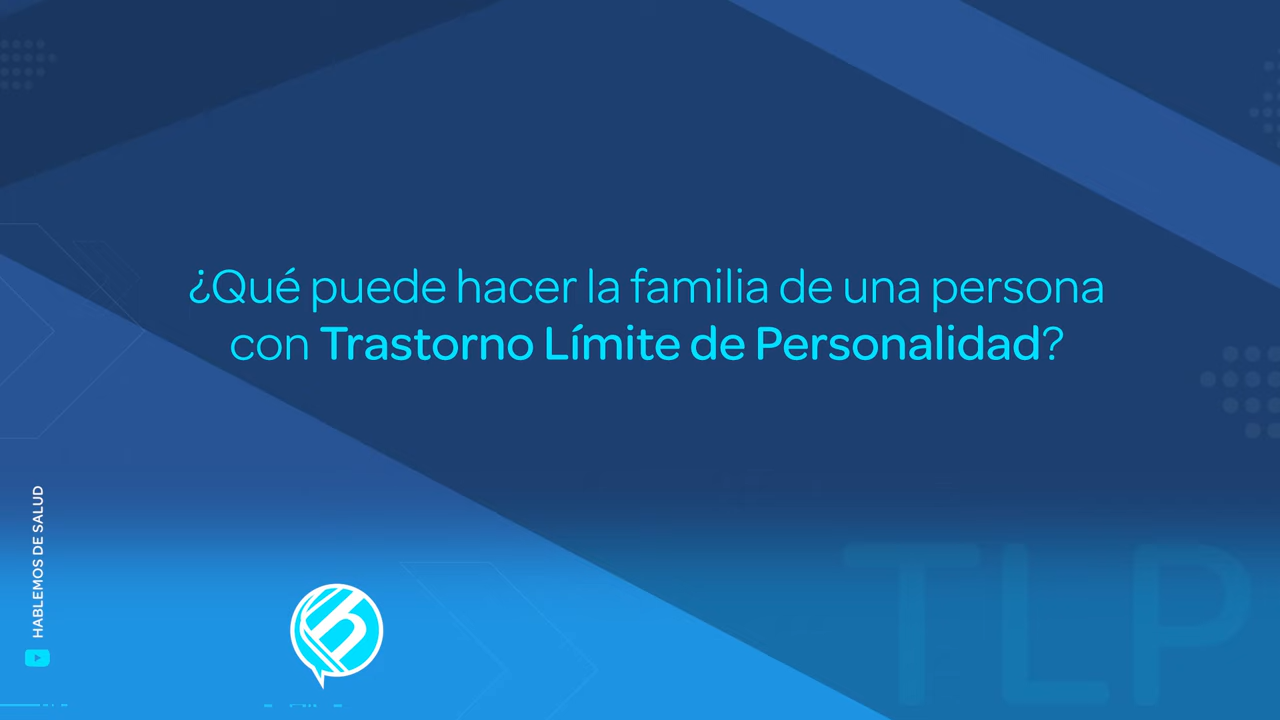 ¿Qué puede hacer la familia de una persona
con Trastorno Límite de Personalidad?
HABLEMOS DE SALUD
TLP